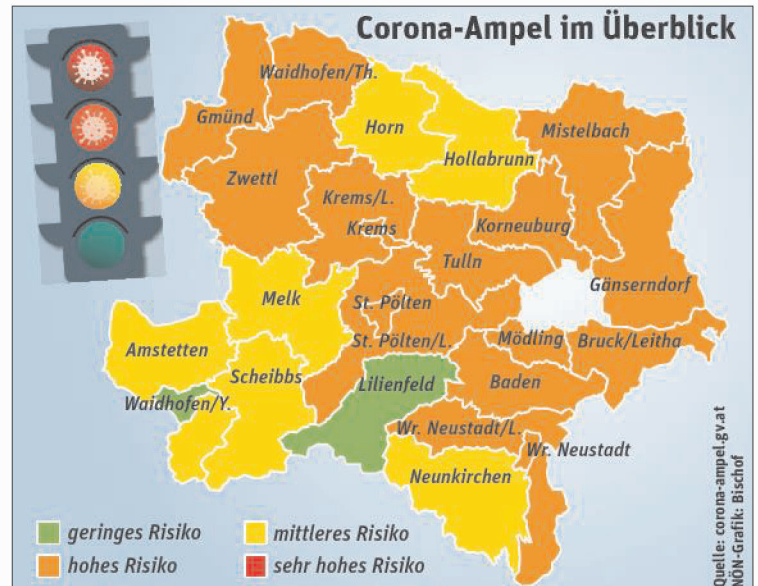 Corona-Ampel im Überblick
Waidhofen/Th.
Gmünd
Horn
Mistelbach
Hollabrunn
Zwettl
Krems/L.
Krems
Korneuburg
Tulln
Gänserndorf
Melk
St. Pölten
St. Pölten/L.
Mödling
Bruck/Leitha
Amstetten
Scheibbs
Lilienfeld
Baden
Waidhofen/Y.
Wr. Neustadt/L.
Wr. Neustadt
Neunkirchen
geringes Risiko
mittleres Risiko
hohes Risiko
sehr hohes Risiko
Quelle: corona-ampel.gv.at
NÖN-Grafik: Bischof